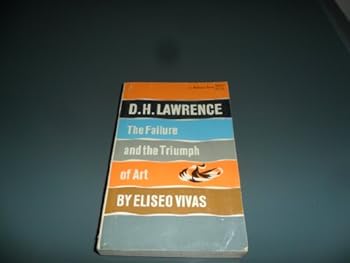 D.H. LAWRENCE
The Failure
and the Triumph
of Art
BY ELISEO VIVAS